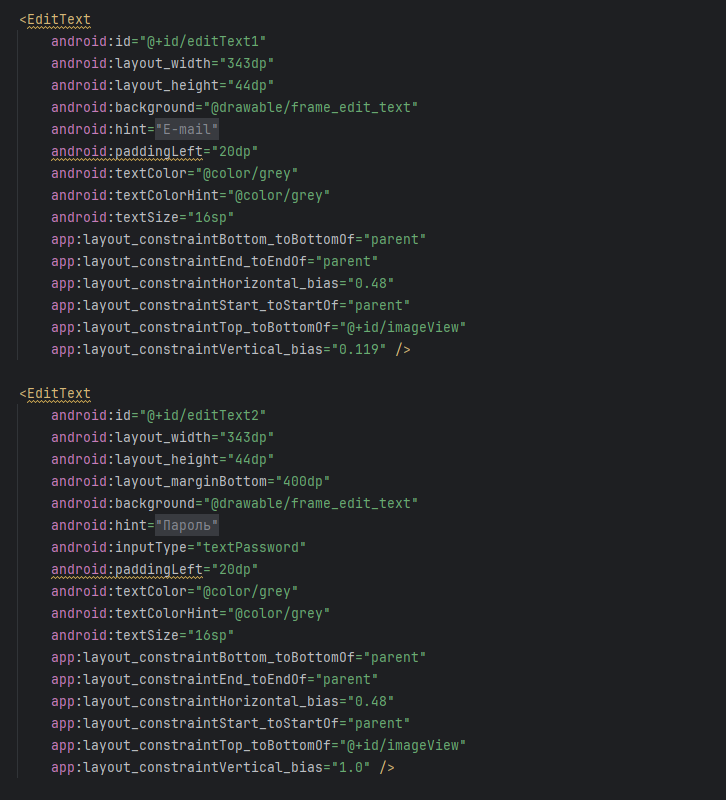 <EditText
android:id="@+id/editText1"
android:layout_width="343dp"
android:layout_height="44dp"
android:background="@drawable/frame_edit_text"
android:hint="E-mail"
android:paddingLeft="20dp"
android:textColor="@color/grey"
android:textColorHint="@color/grey"
android:textSize="16sp"
app:layout_constraintBottom_toBottomOf="parent"
app:layout_constraintEnd_toEndOf="parent"
app:layout_constraintHorizontal_bias="0.48"
app:layout_constraintStart_toStartOf="parent"
app:layout_constraintTop_toBottomOf="@+id/imageView"
app:layout_constraintVertical_bias="0.119" />
<EditText
android:id="@+id/editText2"
android:layout_width="343dp"
android:layout_height="44dp"
android:layout_marginBottom="400dp"
android:background="@drawable/frame_edit_text"
android:hint="Пароль"
android:inputType="textPassword"
android:paddingLeft="20dp"
android:textColor="@color/grey"
android:textColorHint="@color/grey"
android:textSize="16sp"
app:layout_constraintBottom_toBottomOf="parent"
app:layout_constraintEnd_toEndOf="parent"
app:layout_constraintHorizontal_bias="0.48"
app:layout_constraintStart_toStartOf="parent"
app:layout_constraintTop_toBottomOf="@+id/imageView"
app:layout_constraintVertical_bias="1.0" />